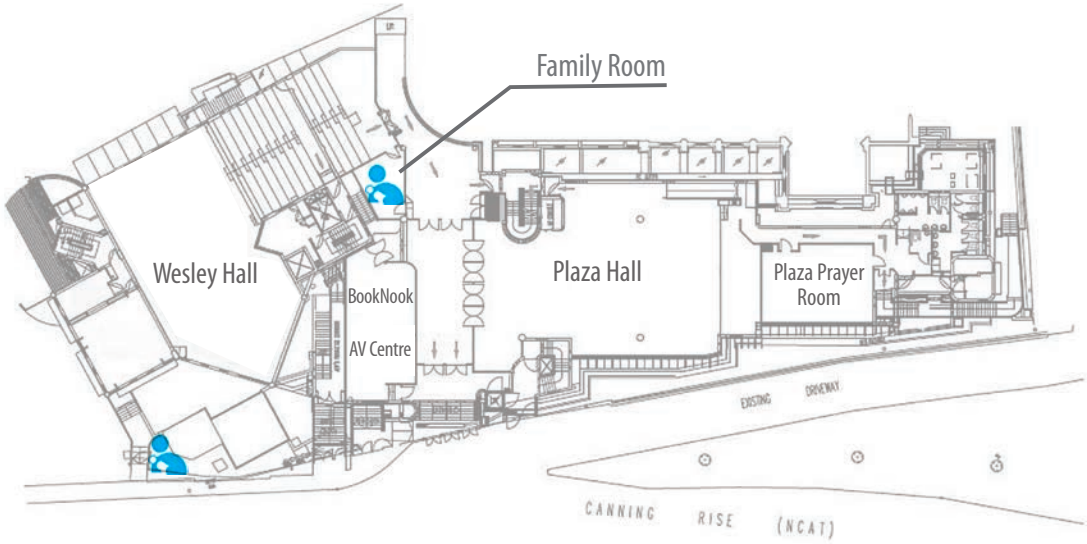 Family Room
Wesley Hall
Plaza Hall
Plaza Prayer
Room
BookNook
AV Centre
EXISTING DRIVEWAY
CANNING RISE (NCAT)